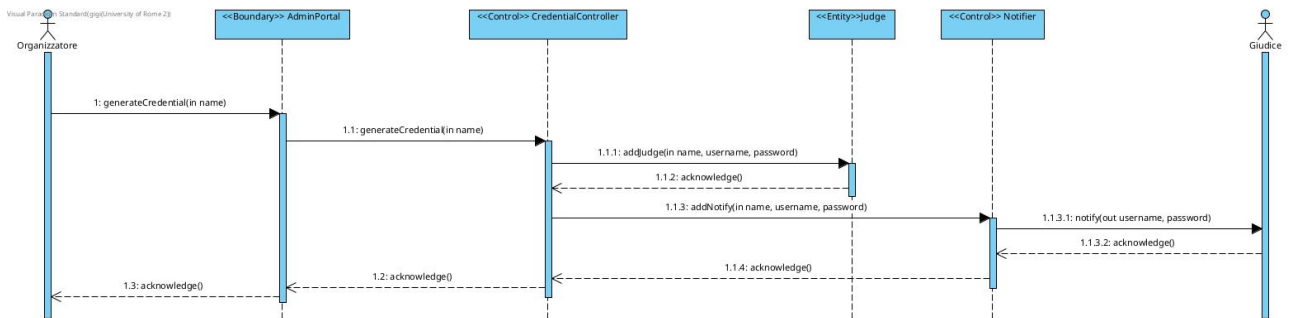 Visual Paradigm Standard(gigi(University of Rome 2))
Organizzatore
<<Boundary>> AdminPortal
<<Control>> CredentialController
<<Entity>>Judge
<<Control>> Notifier
Giudice
1: generateCredential(in name)
1.1: generateCredential(in name)
1.1.1: addJudge(in name, username, password)
1.1.2: acknowledge()
1.1.3: addNotify(in name, username, password)
1.1.3.1: notify(out username, password)
1.1.3.2: acknowledge()
1.1.4: acknowledge()
1.2: acknowledge()
1.3: acknowledge()